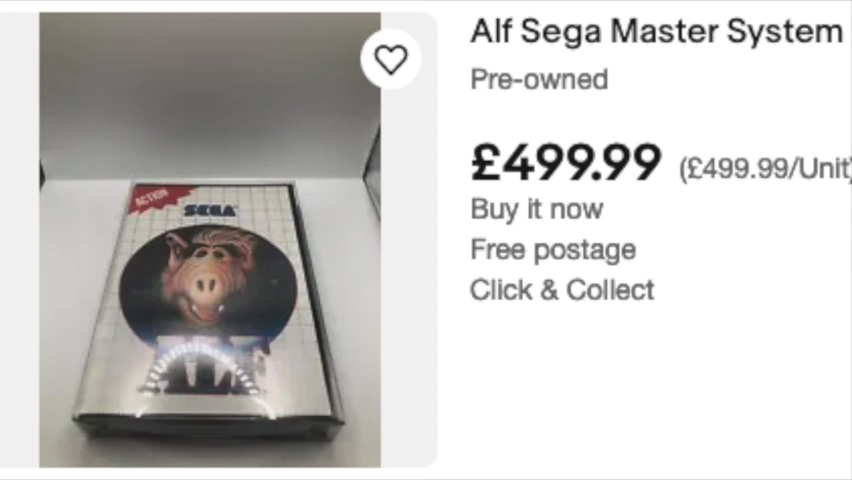 Alf Sega Master System
Pre-owned
£499.99 (£499.99/Unit)
Buy it now
Free postage
Click & Collect
ACTION
SEGA
ALF